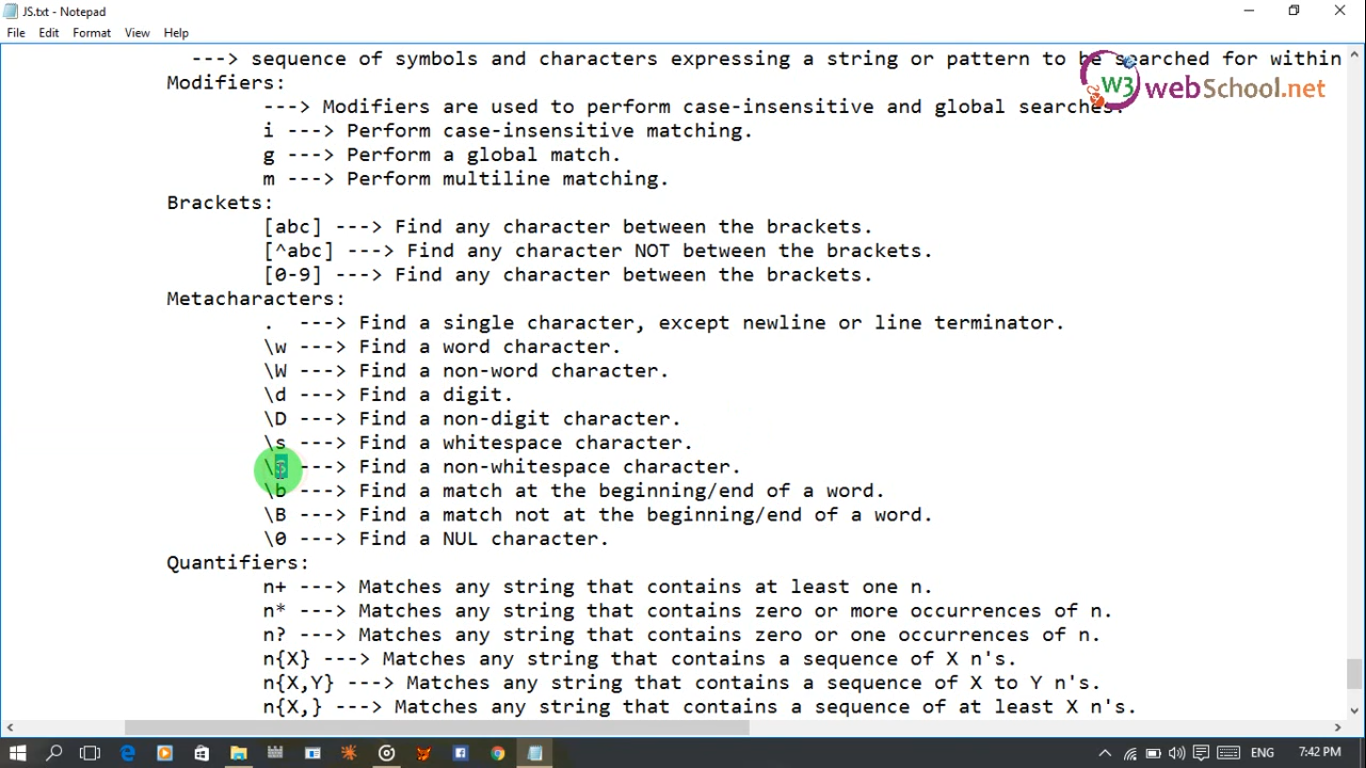 JS.txt - Notepad
File Edit Format View Help
---> sequence of symbols and characters expressing a string or pattern to be searched for within
W3 webSchool.net
Modifiers:
---> Modifiers are used to perform case-insensitive and global searches.
i ---> Perform case-insensitive matching.
g ---> Perform a global match.
m ---> Perform multiline matching.
Brackets:
[abc] ---> Find any character between the brackets.
[^abc] ---> Find any character NOT between the brackets.
[0-9] ---> Find any character between the brackets.
Metacharacters:
. ---> Find a single character, except newline or line terminator.
\w ---> Find a word character.
\W ---> Find a non-word character.
\d ---> Find a digit.
\D ---> Find a non-digit character.
\s ---> Find a whitespace character.
\S ---> Find a non-whitespace character.
\b ---> Find a match at the beginning/end of a word.
\B ---> Find a match not at the beginning/end of a word.
\0 ---> Find a NUL character.
Quantifiers:
n+ ---> Matches any string that contains at least one n.
n* ---> Matches any string that contains zero or more occurrences of n.
n? ---> Matches any string that contains zero or one occurrences of n.
n{X} ---> Matches any string that contains a sequence of X n's.
n{X,Y} ---> Matches any string that contains a sequence of X to Y n's.
n{X,} ---> Matches any string that contains a sequence of at least X n's.
ENG 7:42 PM